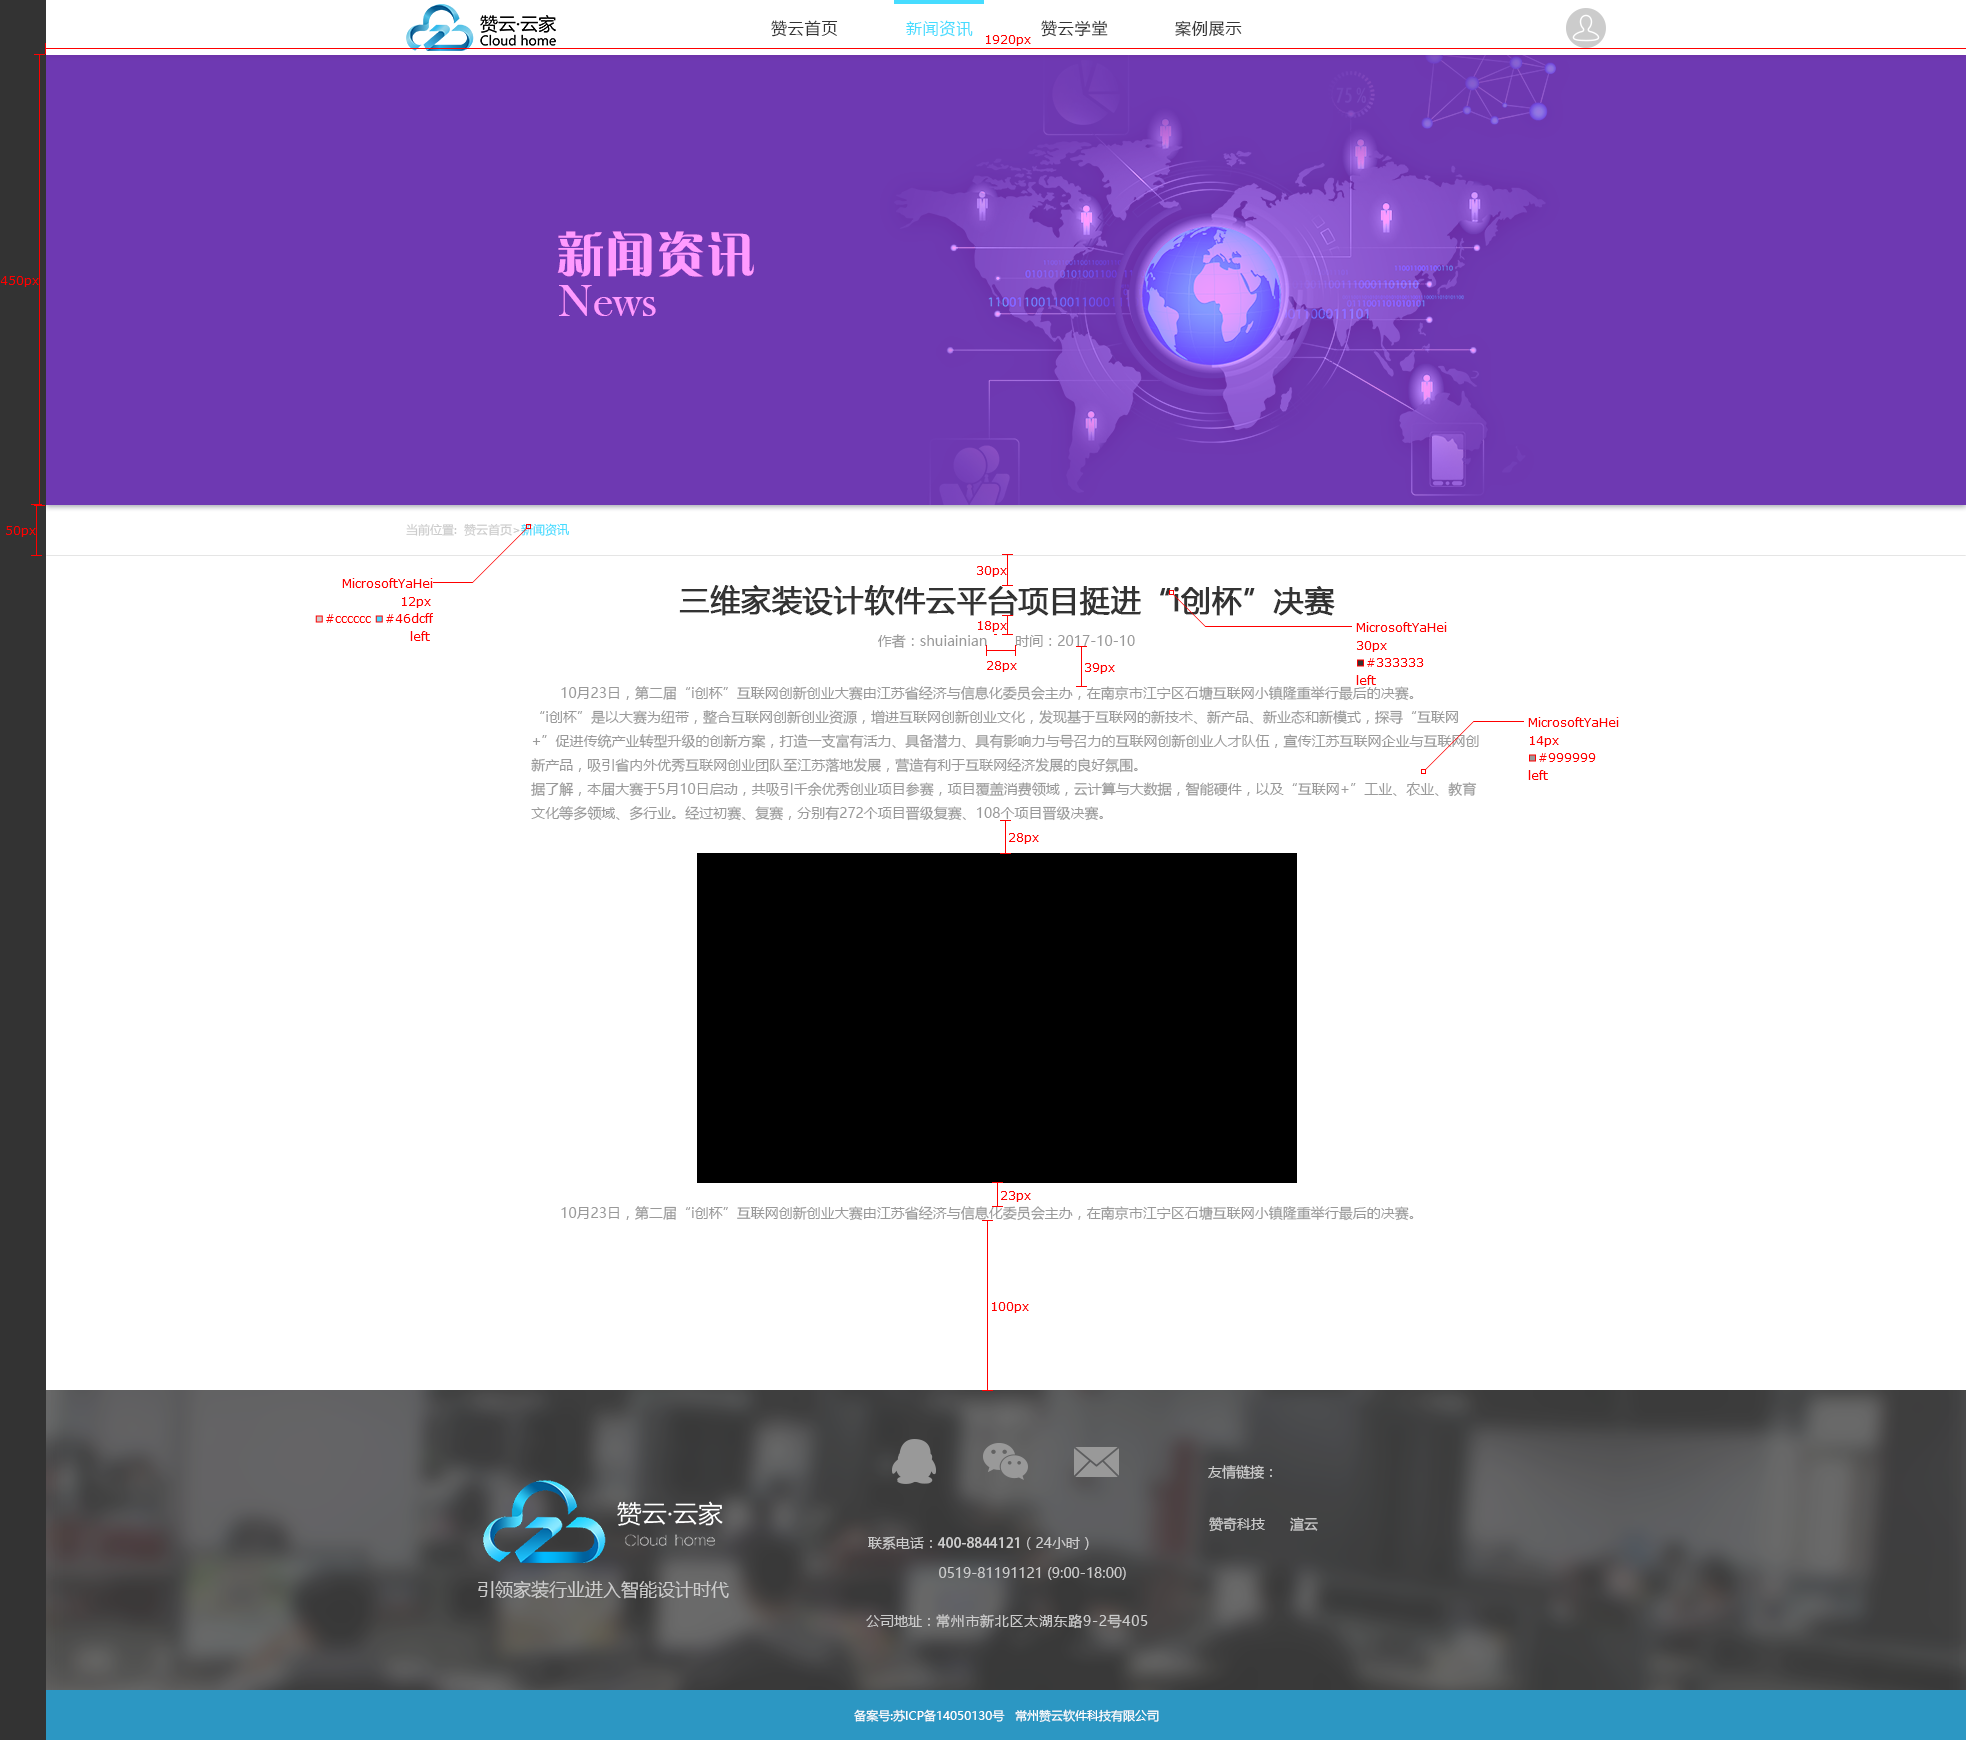 赞云·云家
Cloud home
赞云首页
新闻资讯
赞云学堂
案例展示
1920px
75%
新闻资讯
News
450px
50px
当前位置: 赞云首页>新闻资讯
MicrosoftYaHei
12px
#cccccc #46dcff
left
30px
三维家装设计软件云平台项目挺进“i创杯”决赛
18px
作者：shuiainian 时间：2017-10-10
28px
39px
MicrosoftYaHei
30px
#333333
left
10月23日，第二届“i创杯”互联网创新创业大赛由江苏省经济与信息化委员会主办，在南京市江宁区石塘互联网小镇隆重举行最后的决赛。
“i创杯”是以大赛为纽带，整合互联网创新创业资源，增进互联网创新创业文化，发现基于互联网的新技术、新产品、新业态和新模式，探寻“互联网
+”促进传统产业转型升级的创新方案，打造一支富有活力、具备潜力、具有影响力与号召力的互联网创新创业人才队伍，宣传江苏互联网企业与互联网创
新产品，吸引省内外优秀互联网创业团队至江苏落地发展，营造有利于互联网经济发展的良好氛围。
据了解，本届大赛于5月10日启动，共吸引千余优秀创业项目参赛，项目覆盖消费领域，云计算与大数据，智能硬件，以及“互联网+”工业、农业、教育
文化等多领域、多行业。经过初赛、复赛，分别有272个项目晋级复赛、108个项目晋级决赛。
MicrosoftYaHei
14px
#999999
left
28px
23px
10月23日，第二届“i创杯”互联网创新创业大赛由江苏省经济与信息化委员会主办，在南京市江宁区石塘互联网小镇隆重举行最后的决赛。
100px
赞云·云家
Cloud home
引领家装行业进入智能设计时代
联系电话：400-8844121（24小时）
0519-81191121 (9:00-18:00)
公司地址：常州市新北区太湖东路9-2号405
友情链接：
赞奇科技 渲云
备案号:苏ICP备14050130号 常州赞云软件科技有限公司